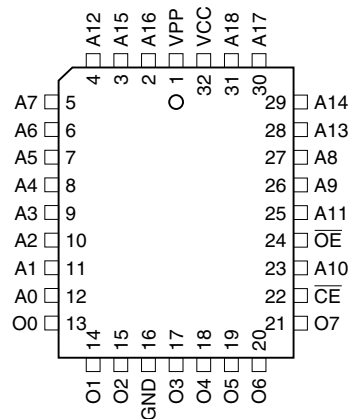 A12 A15 A16 VPP VCC A18 A17
4 3 2 1 32 31 30
A7 5 29 A14
A6 6 28 A13
A5 7 27 A8
A4 8 26 A9
A3 9 25 A11
A2 10 24 OE
A1 11 23 A10
A0 12 22 CE
O0 13 21 O7
14 15 16 17 18 19 20
O1 O2 GND O3 O4 O5 O6